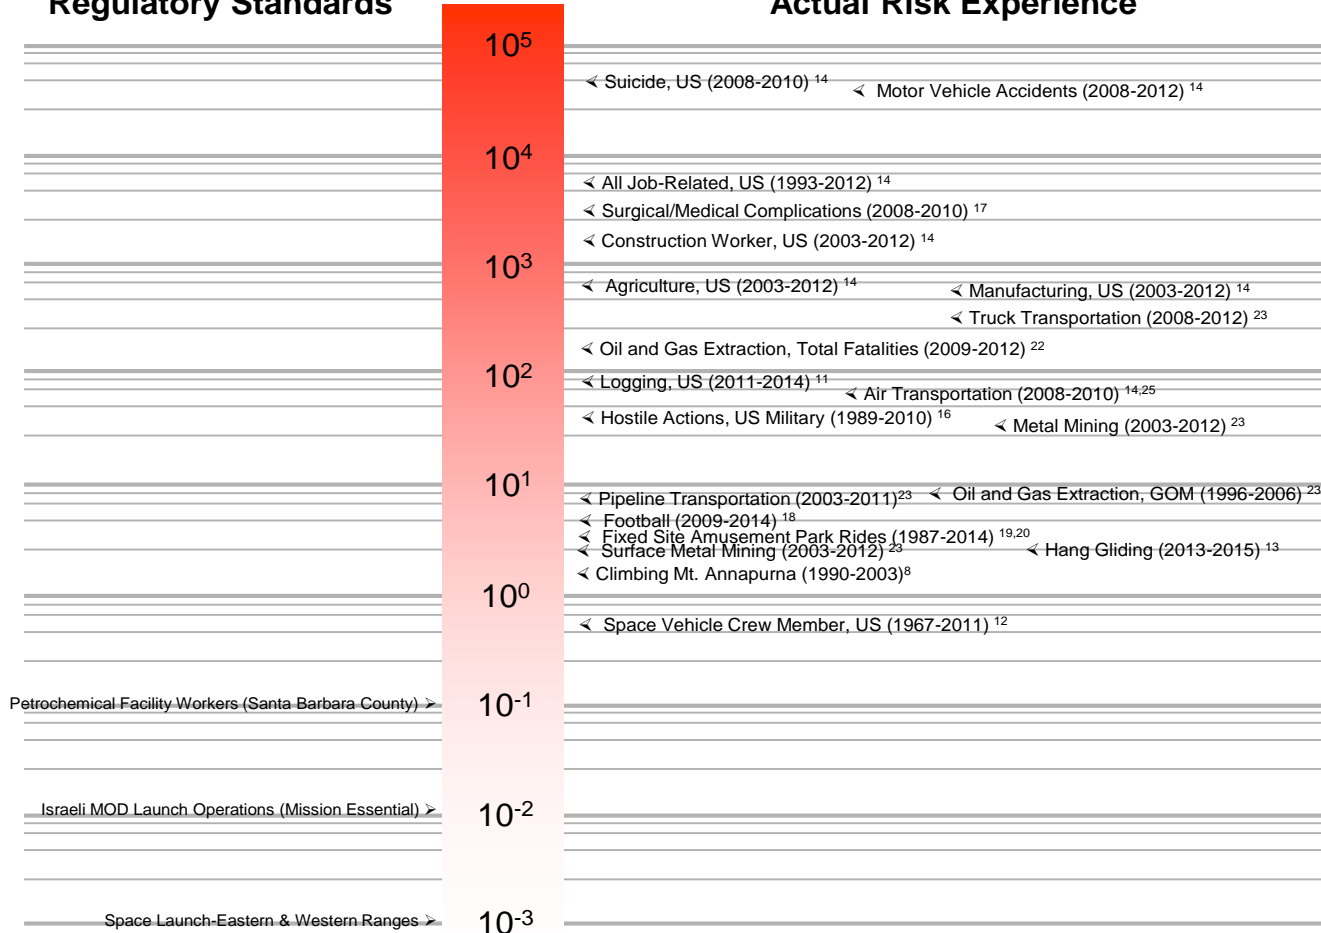 Regulatory Standards
Actual Risk Experience
10⁵
⮜ Suicide, US (2008-2010) ¹⁴
⮜ Motor Vehicle Accidents (2008-2012) ¹⁴
10⁴
⮜ All Job-Related, US (1993-2012) ¹⁴
⮜ Surgical/Medical Complications (2008-2010) ¹⁷
⮜ Construction Worker, US (2003-2012) ¹⁴
10³
⮜ Agriculture, US (2003-2012) ¹⁴
⮜ Manufacturing, US (2003-2012) ¹⁴
⮜ Truck Transportation (2008-2012) ²³
⮜ Oil and Gas Extraction, Total Fatalities (2009-2012) ²²
10²
⮜ Logging, US (2011-2014) ¹¹
⮜ Air Transportation (2008-2010) ¹⁴,²⁵
⮜ Hostile Actions, US Military (1989-2010) ¹⁶
⮜ Metal Mining (2003-2012) ²³
10¹
⮜ Pipeline Transportation (2003-2011)²³
⮜ Oil and Gas Extraction, GOM (1996-2006) ²³
⮜ Football (2009-2014) ¹⁸
⮜ Fixed Site Amusement Park Rides (1987-2014) ¹⁹,²⁰
⮜ Surface Metal Mining (2003-2012) ²³
⮜ Hang Gliding (2013-2015) ¹³
⮜ Climbing Mt. Annapurna (1990-2003)⁸
10⁰
⮜ Space Vehicle Crew Member, US (1967-2011) ¹²
Petrochemical Facility Workers (Santa Barbara County) ➢
10⁻¹
Israeli MOD Launch Operations (Mission Essential) ➢
10⁻²
Space Launch-Eastern & Western Ranges ➢
10⁻³